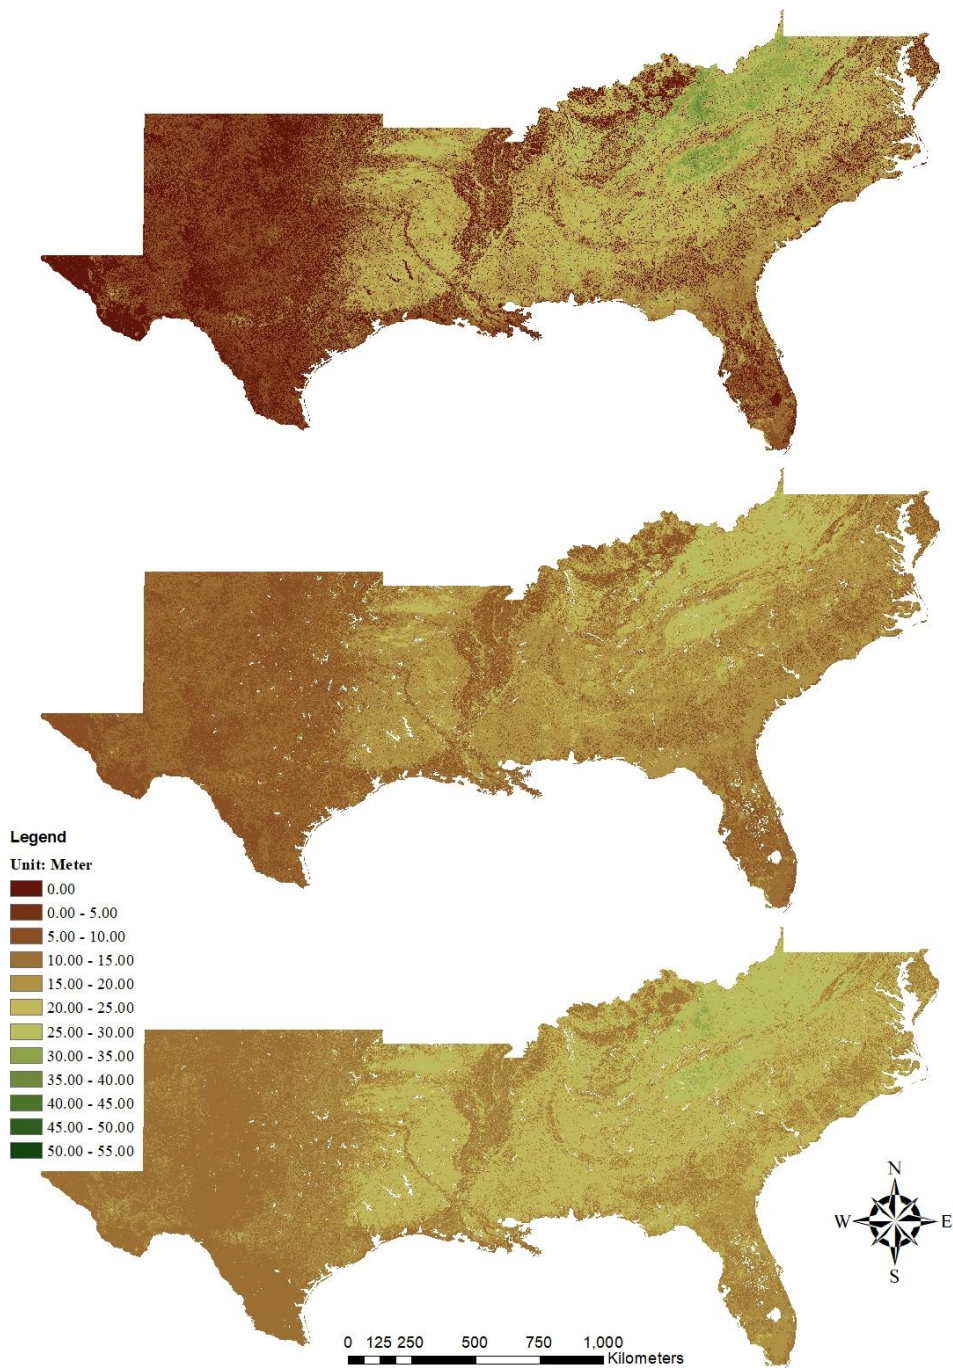 Legend
Unit: Meter
0.00
0.00 - 5.00
5.00 - 10.00
10.00 - 15.00
15.00 - 20.00
20.00 - 25.00
25.00 - 30.00
30.00 - 35.00
35.00 - 40.00
40.00 - 45.00
45.00 - 50.00
50.00 - 55.00
N
W E
S
0 125 250 500 750 1,000
Kilometers